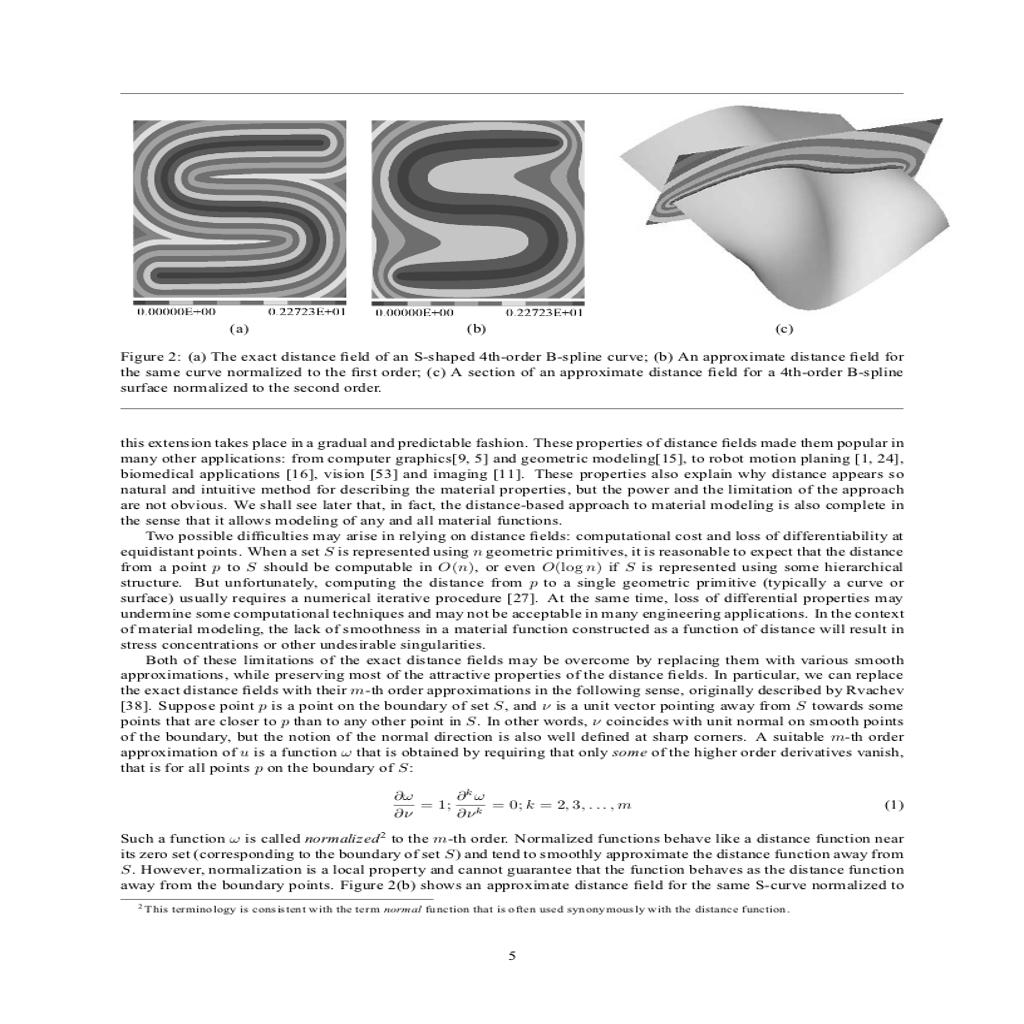 0.00000E+00 0.22723E+01 0.00000E+00 0.22723E+01
(a) (b) (c)
Figure 2: (a) The exact distance field of an S-shaped 4th-order B-spline curve; (b) An approximate distance field for
the same curve normalized to the first order; (c) A section of an approximate distance field for a 4th-order B-spline
surface normalized to the second order.
this extension takes place in a gradual and predictable fashion. These properties of distance fields made them popular in
many other applications: from computer graphics[9, 5] and geometric modeling[15], to robot motion planing [1, 24],
biomedical applications [16], vision [53] and imaging [11]. These properties also explain why distance appears so
natural and intuitive method for describing the material properties, but the power and the limitation of the approach
are not obvious. We shall see later that, in fact, the distance-based approach to material modeling is also complete in
the sense that it allows modeling of any and all material functions.
Two possible difficulties may arise in relying on distance fields: computational cost and loss of differentiability at
equidistant points. When a set S is represented using n geometric primitives, it is reasonable to expect that the distance
from a point p to S should be computable in O(n), or even O(log n) if S is represented using some hierarchical
structure. But unfortunately, computing the distance from p to a single geometric primitive (typically a curve or
surface) usually requires a numerical iterative procedure [27]. At the same time, loss of differential properties may
undermine some computational techniques and may not be acceptable in many engineering applications. In the context
of material modeling, the lack of smoothness in a material function constructed as a function of distance will result in
stress concentrations or other undesirable singularities.
Both of these limitations of the exact distance fields may be overcome by replacing them with various smooth
approximations, while preserving most of the attractive properties of the distance fields. In particular, we can replace
the exact distance fields with their m-th order approximations in the following sense, originally described by Rvachev
[38]. Suppose point p is a point on the boundary of set S, and ν is a unit vector pointing away from S towards some
points that are closer to p than to any other point in S. In other words, ν coincides with unit normal on smooth points
of the boundary, but the notion of the normal direction is also well defined at sharp corners. A suitable m-th order
approximation of u is a function ω that is obtained by requiring that only some of the higher order derivatives vanish,
that is for all points p on the boundary of S:
∂ω/∂ν = 1; ∂ᵏω/∂νᵏ = 0; k = 2, 3, . . . , m (1)
Such a function ω is called normalized² to the m-th order. Normalized functions behave like a distance function near
its zero set (corresponding to the boundary of set S) and tend to smoothly approximate the distance function away from
S. However, normalization is a local property and cannot guarantee that the function behaves as the distance function
away from the boundary points. Figure 2(b) shows an approximate distance field for the same S-curve normalized to
²This terminology is consistent with the term normal function that is often used synonymously with the distance function.
5